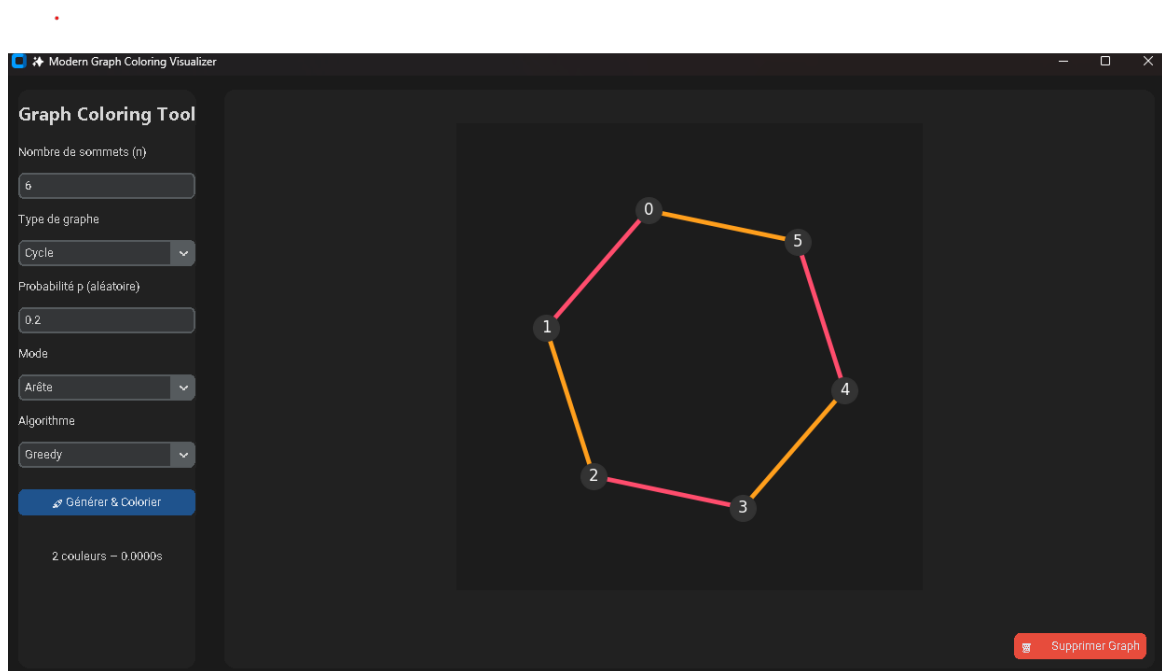 Modern Graph Coloring Visualizer
Graph Coloring Tool
Nombre de sommets (n)
6
Type de graphe
Cycle
Probabilité p (aléatoire)
0.2
Mode
Arête
Algorithme
Greedy
Générer & Colorier
2 couleurs – 0.0000s
0
5
1
4
2
3
Supprimer Graph